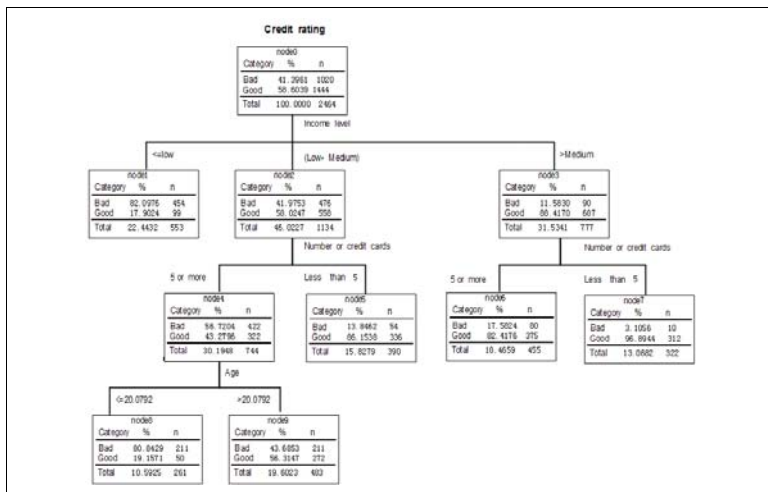 Credit rating
node0
Category % n
Bad 41.3961 1020
Good 58.6039 1444
Total 100.0000 2464
Income level
<=low
(Low- Medium)
>Medium
node1
Category % n
Bad 82.0976 454
Good 17.9024 99
Total 22.4432 553
node2
Category % n
Bad 41.9753 476
Good 58.0247 658
Total 46.0227 1134
node3
Category % n
Bad 11.5830 90
Good 88.4170 687
Total 31.5341 777
Number or credit cards
Number or credit cards
5 or more
Less than 5
5 or more
Less than 5
node4
Category % n
Bad 56.7204 422
Good 43.2796 322
Total 30.1948 744
node5
Category % n
Bad 13.8462 54
Good 86.1538 336
Total 15.8279 390
node6
Category % n
Bad 17.5824 80
Good 82.4176 375
Total 18.4659 455
node7
Category % n
Bad 3.1056 10
Good 96.8944 312
Total 13.0682 322
Age
<=20.0792
>20.0792
node8
Category % n
Bad 80.8429 211
Good 19.1571 50
Total 10.5925 261
node9
Category % n
Bad 43.6853 211
Good 56.3147 272
Total 19.6023 483